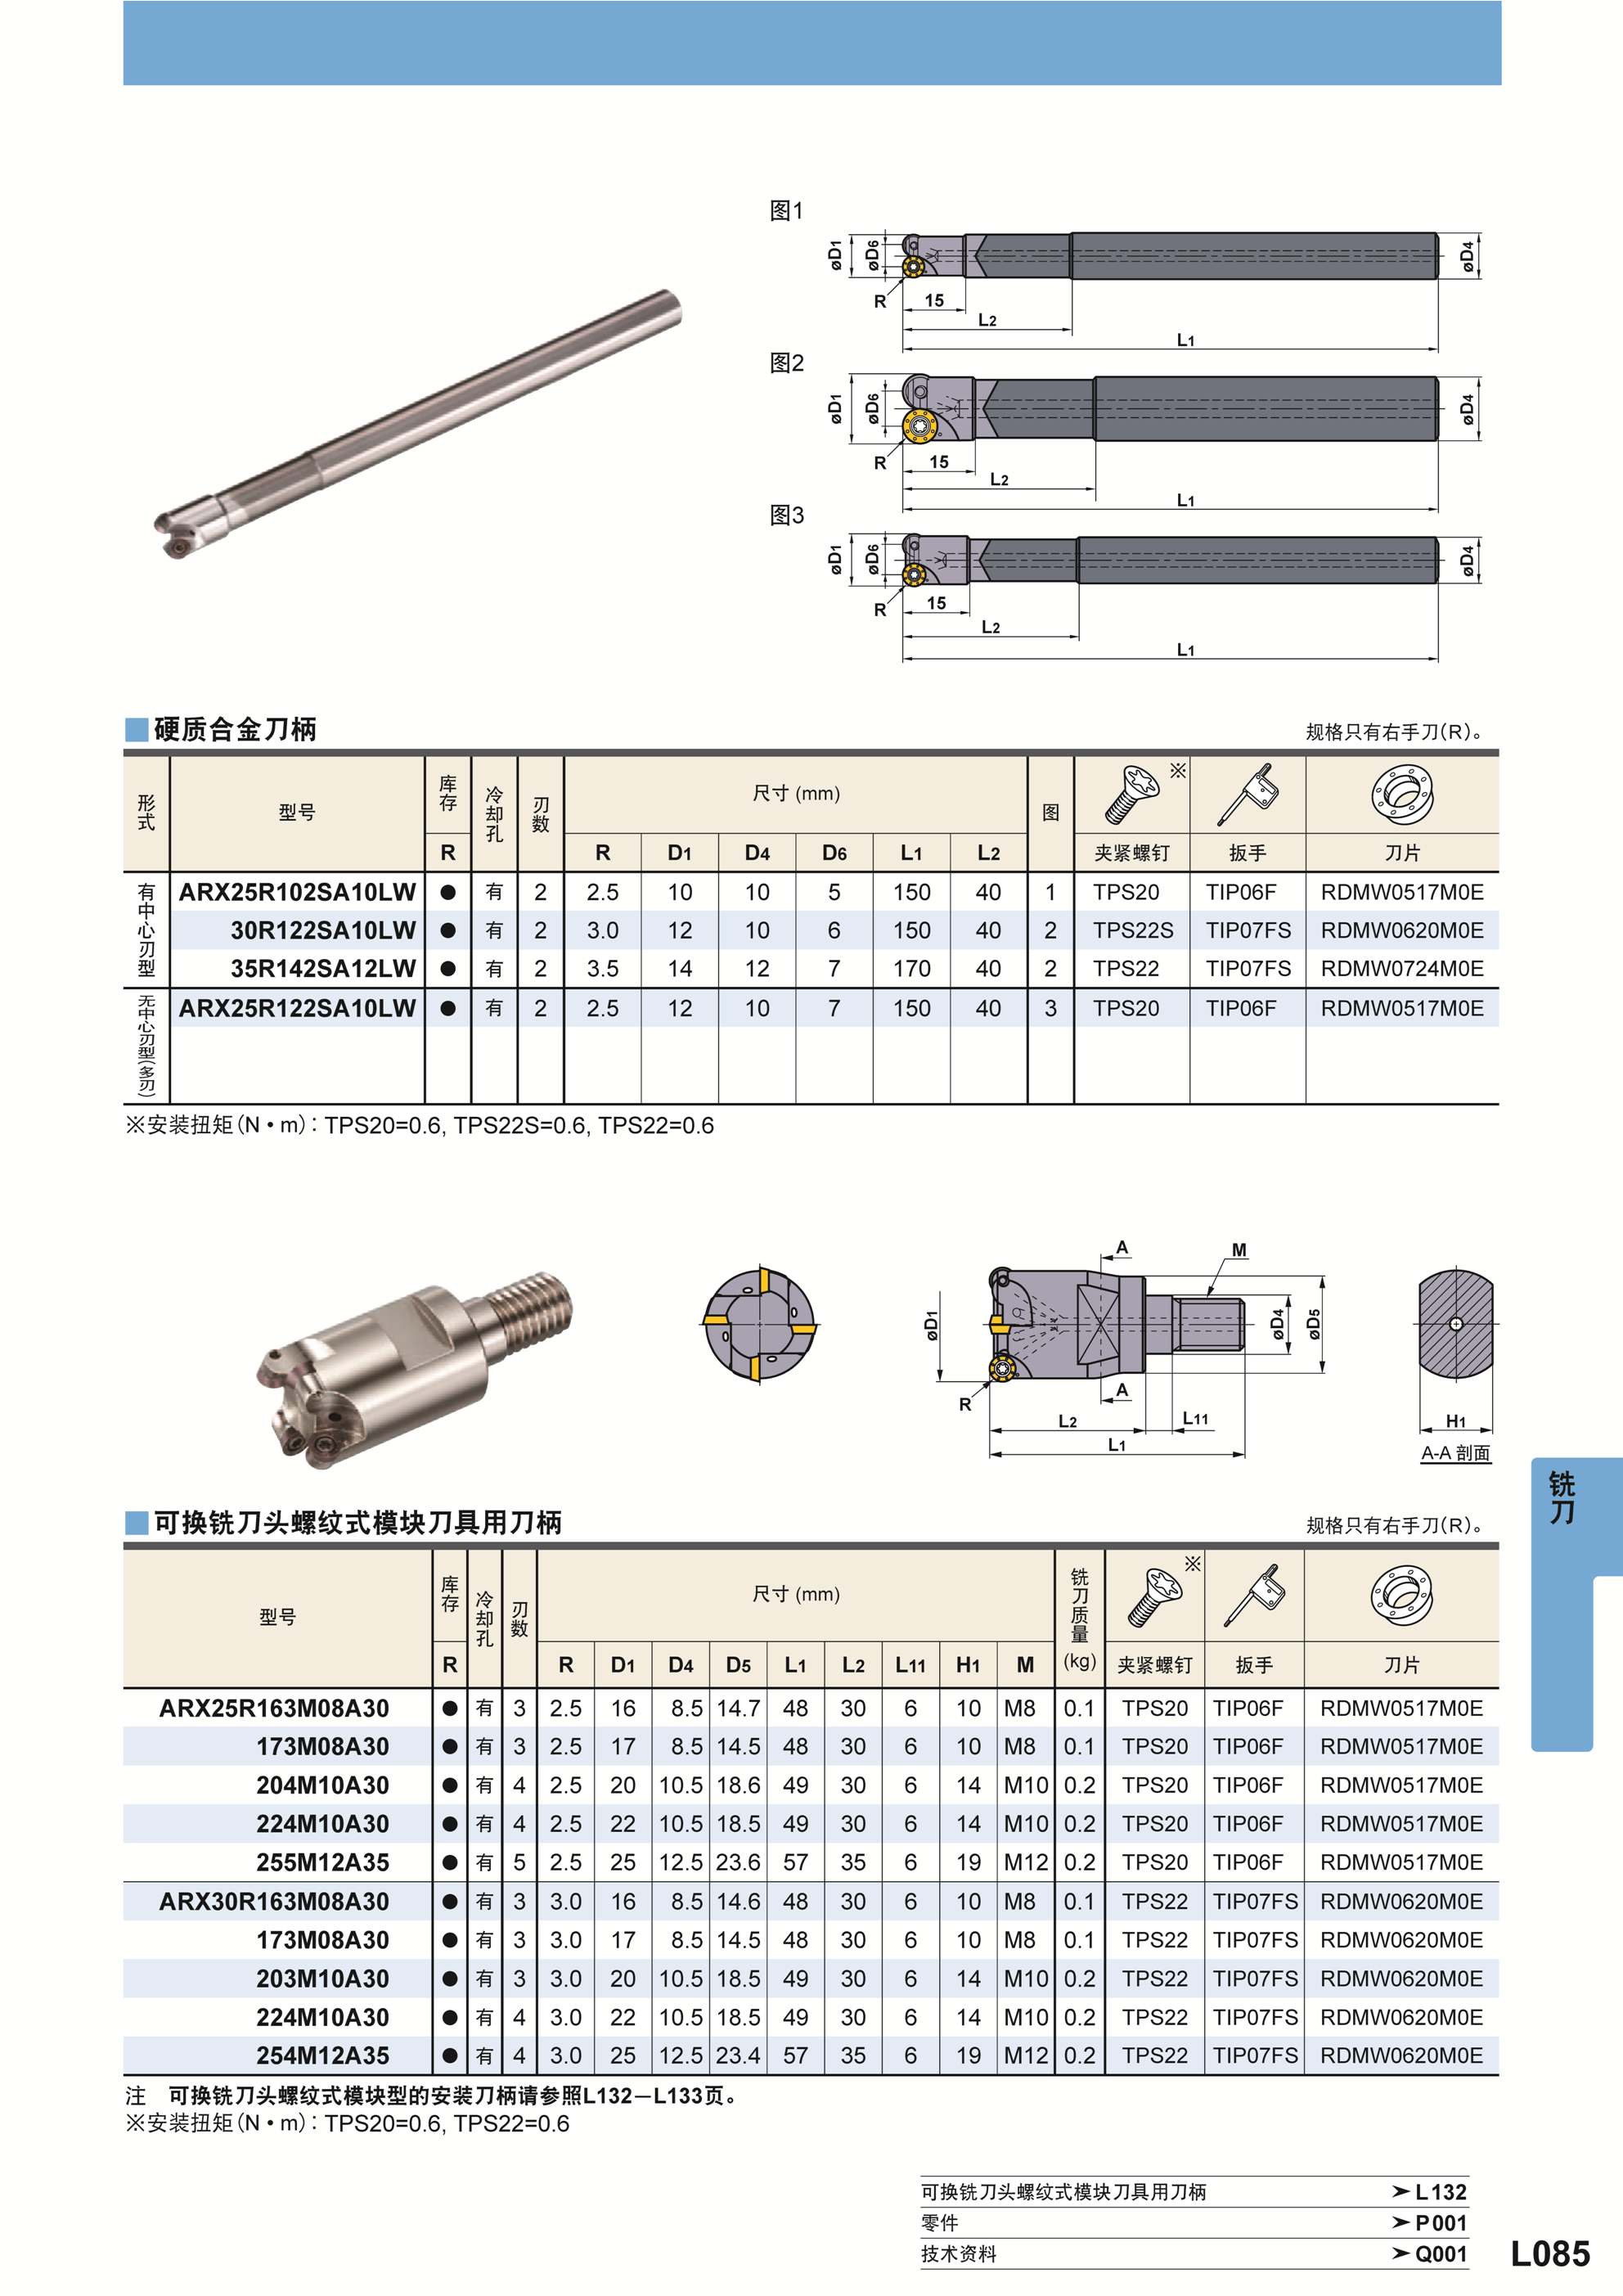 图1
øD1
øD6
R
15
L2
L1
øD4
图2
øD1
øD6
R
15
L2
L1
øD4
图3
øD1
øD6
R
15
L2
L1
øD4
硬质合金刀柄
规格只有右手刀(R)。
形式 型号 库存 冷却孔 刃数 尺寸 (mm) 图 ※
R R D1 D4 D6 L1 L2 夹紧螺钉 扳手 刀片
有中心刃型
ARX25R102SA10LW ● 有 2 2.5 10 10 5 150 40 1 TPS20 TIP06F RDMW0517M0E
30R122SA10LW ● 有 2 3.0 12 10 6 150 40 2 TPS22S TIP07FS RDMW0620M0E
35R142SA12LW ● 有 2 3.5 14 12 7 170 40 2 TPS22 TIP07FS RDMW0724M0E
无中心刃型(多刃)
ARX25R122SA10LW ● 有 2 2.5 12 10 7 150 40 3 TPS20 TIP06F RDMW0517M0E
※安装扭矩(N•m):TPS20=0.6, TPS22S=0.6, TPS22=0.6
A
M
øD1
øD4
øD5
R
A
L2
L11
L1
H1
A-A 剖面
铣刀
可换铣刀头螺纹式模块刀具用刀柄
规格只有右手刀(R)。
型号 库存 冷却孔 刃数 尺寸 (mm) 铣刀质量(kg) ※
R R D1 D4 D5 L1 L2 L11 H1 M 夹紧螺钉 扳手 刀片
ARX25R163M08A30 ● 有 3 2.5 16 8.5 14.7 48 30 6 10 M8 0.1 TPS20 TIP06F RDMW0517M0E
173M08A30 ● 有 3 2.5 17 8.5 14.5 48 30 6 10 M8 0.1 TPS20 TIP06F RDMW0517M0E
204M10A30 ● 有 4 2.5 20 10.5 18.6 49 30 6 14 M10 0.2 TPS20 TIP06F RDMW0517M0E
224M10A30 ● 有 4 2.5 22 10.5 18.5 49 30 6 14 M10 0.2 TPS20 TIP06F RDMW0517M0E
255M12A35 ● 有 5 2.5 25 12.5 23.6 57 35 6 19 M12 0.2 TPS20 TIP06F RDMW0517M0E
ARX30R163M08A30 ● 有 3 3.0 16 8.5 14.6 48 30 6 10 M8 0.1 TPS22 TIP07FS RDMW0620M0E
173M08A30 ● 有 3 3.0 17 8.5 14.5 48 30 6 10 M8 0.1 TPS22 TIP07FS RDMW0620M0E
203M10A30 ● 有 3 3.0 20 10.5 18.5 49 30 6 14 M10 0.2 TPS22 TIP07FS RDMW0620M0E
224M10A30 ● 有 4 3.0 22 10.5 18.5 49 30 6 14 M10 0.2 TPS22 TIP07FS RDMW0620M0E
254M12A35 ● 有 4 3.0 25 12.5 23.4 57 35 6 19 M12 0.2 TPS22 TIP07FS RDMW0620M0E
注 可换铣刀头螺纹式模块型的安装刀柄请参照L132—L133页。
※安装扭矩(N•m):TPS20=0.6, TPS22=0.6
可换铣刀头螺纹式模块刀具用刀柄 ➤ L132
零件 ➤ P001
技术资料 ➤ Q001
L085